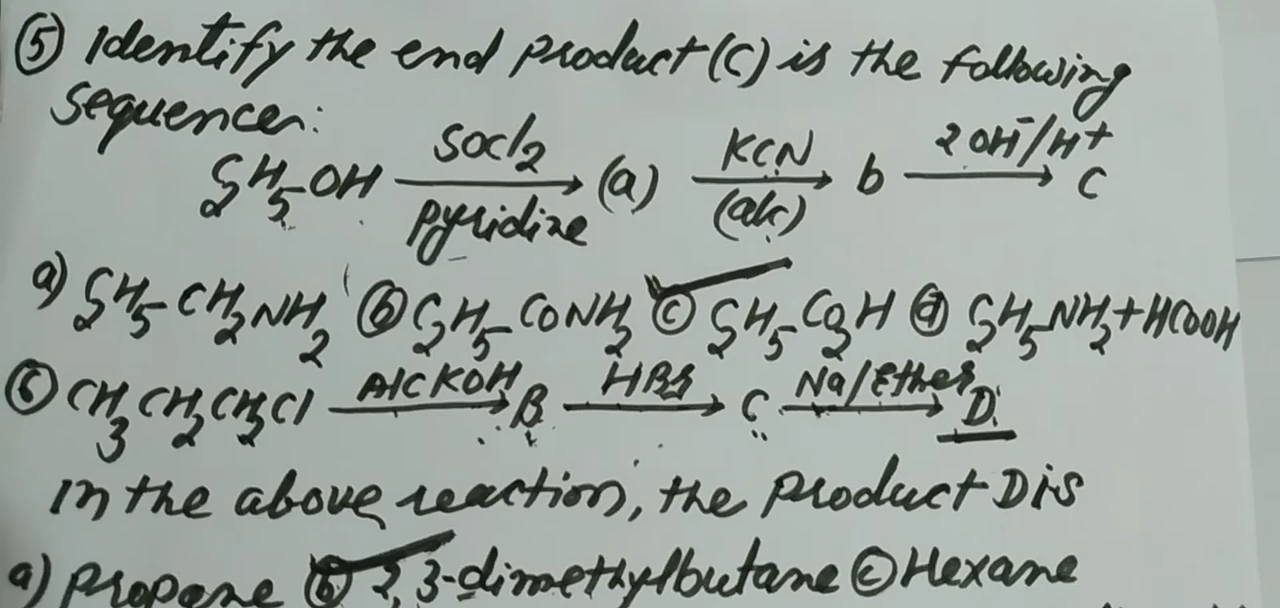 ⑤ Identify the end product (C) is the following
sequence:
C₂H₅-OH —SOCl₂/pyridine→ (a) —KCN/(alc)→ b —2 OH⁻/H⁺→ C
a) C₂H₅-CH₂NH₂ ⓑ C₂H₅-CONH₂ ⓒ C₂H₅-CO₂H ⓓ C₂H₅-NH₂+HCOOH
⑥ CH₃CH₂CH₂Cl —Alc KOH→ B —HBr→ C —Na/Ether→ D
In the above reaction, the product D is
a) Propane ⓑ 2,3-dimethylbutane ⓒ Hexane